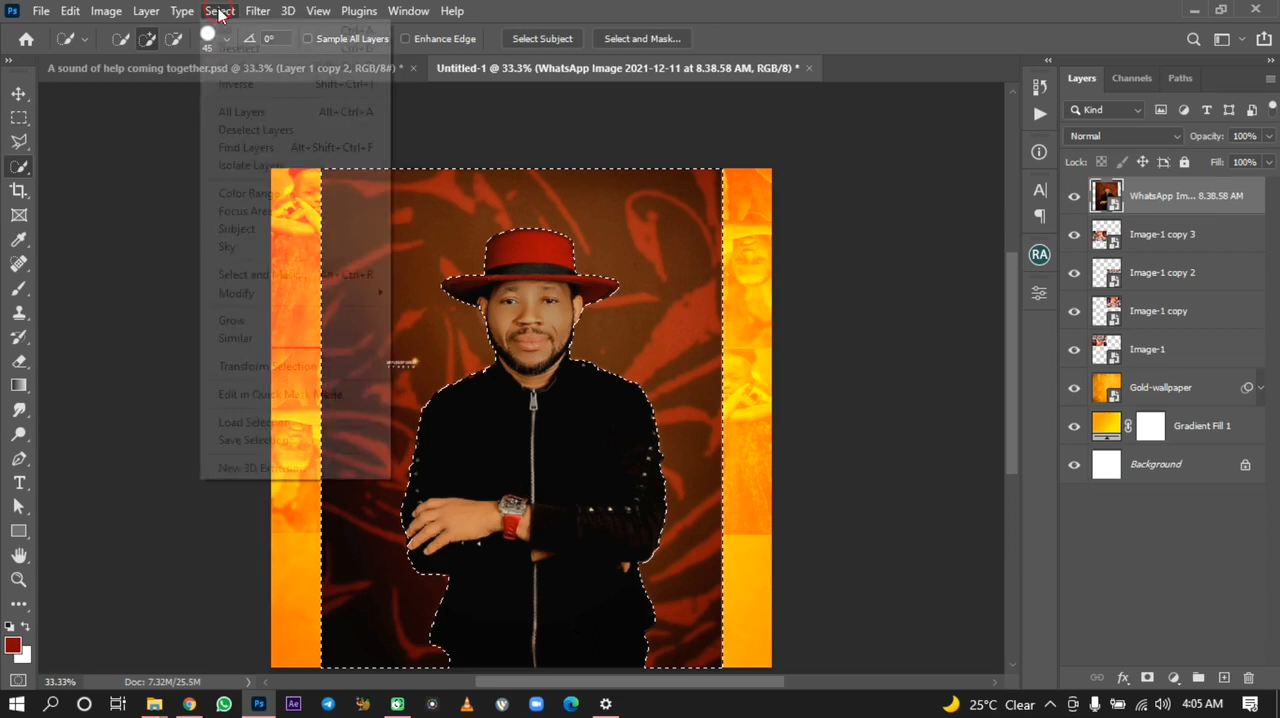 Ps File Edit Image Layer Type Select Filter 3D View Plugins Window Help
45 0° Sample All Layers Enhance Edge Select Subject Select and Mask...
A sound of help coming together.psd @ 33.3% (Layer 1 copy 2, RGB/8#) * × Untitled-1 @ 33.3% (WhatsApp Image 2021-12-11 at 8.38.58 AM, RGB/8) * ×
Deselect
Inverse Shift+Ctrl+I
All Layers Alt+Ctrl+A
Deselect Layers
Find Layers Alt+Shift+Ctrl+F
Isolate Layers
Color Range
Focus Area
Subject
Sky
Select and Mask... Alt+Ctrl+R
Modify
Grow
Similar
Transform Selection
Edit in Quick Mask Mode
Load Selection
Save Selection
New 3D Extrusion
Layers Channels Paths
Kind
Normal Opacity: 100%
Lock: Fill: 100%
WhatsApp Im... 8.38.58 AM
Image-1 copy 3
Image-1 copy 2
Image-1 copy
Image-1
Gold-wallpaper
Gradient Fill 1
Background
A|
RA
33.33% Doc: 7.32M/25.5M
Ps Ae 25°C Clear 4:05 AM